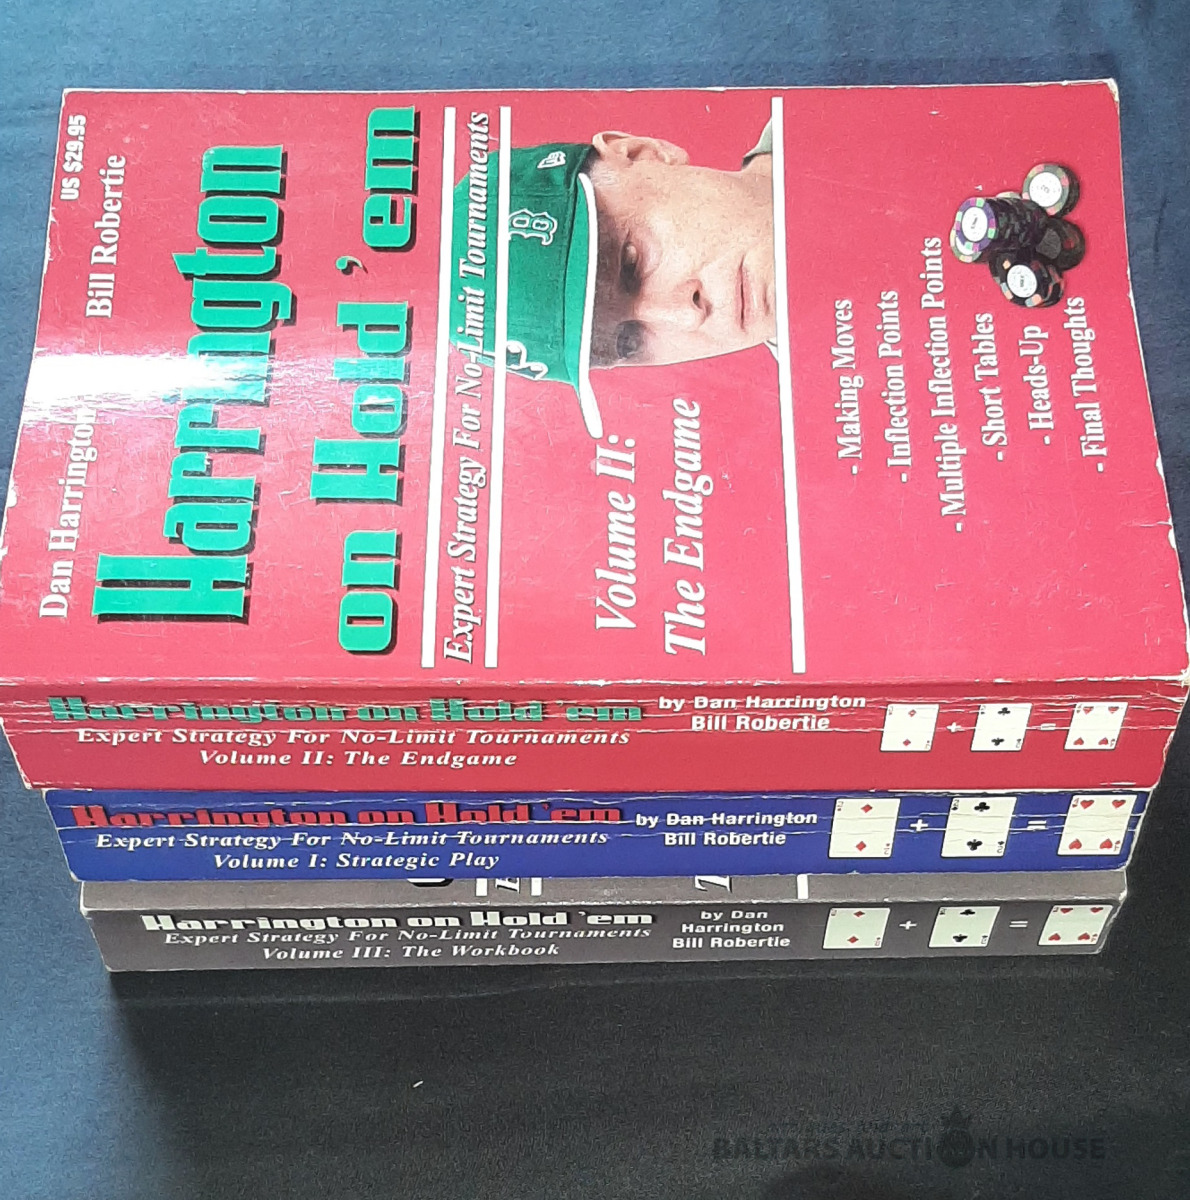 US $29.95
Dan Harrington
Bill Robertie
Harrington
on Hold 'em
Expert Strategy For No-Limit Tournaments
B
Volume II:
The Endgame
- Making Moves
- Inflection Points
- Multiple Inflection Points
- Short Tables
- Heads-Up
- Final Thoughts
Harrington on Hold 'em
Expert Strategy For No-Limit Tournaments
Volume II: The Endgame
by Dan Harrington
Bill Robertie
+ =
Harrington on Hold 'em
Expert Strategy For No-Limit Tournaments
Volume I: Strategic Play
by Dan Harrington
Bill Robertie
+ =
Harrington on Hold 'em
Expert Strategy For No-Limit Tournaments
Volume III: The Workbook
by Dan
Harrington
Bill Robertie
+ =
BALTARS AUCTION HOUSE